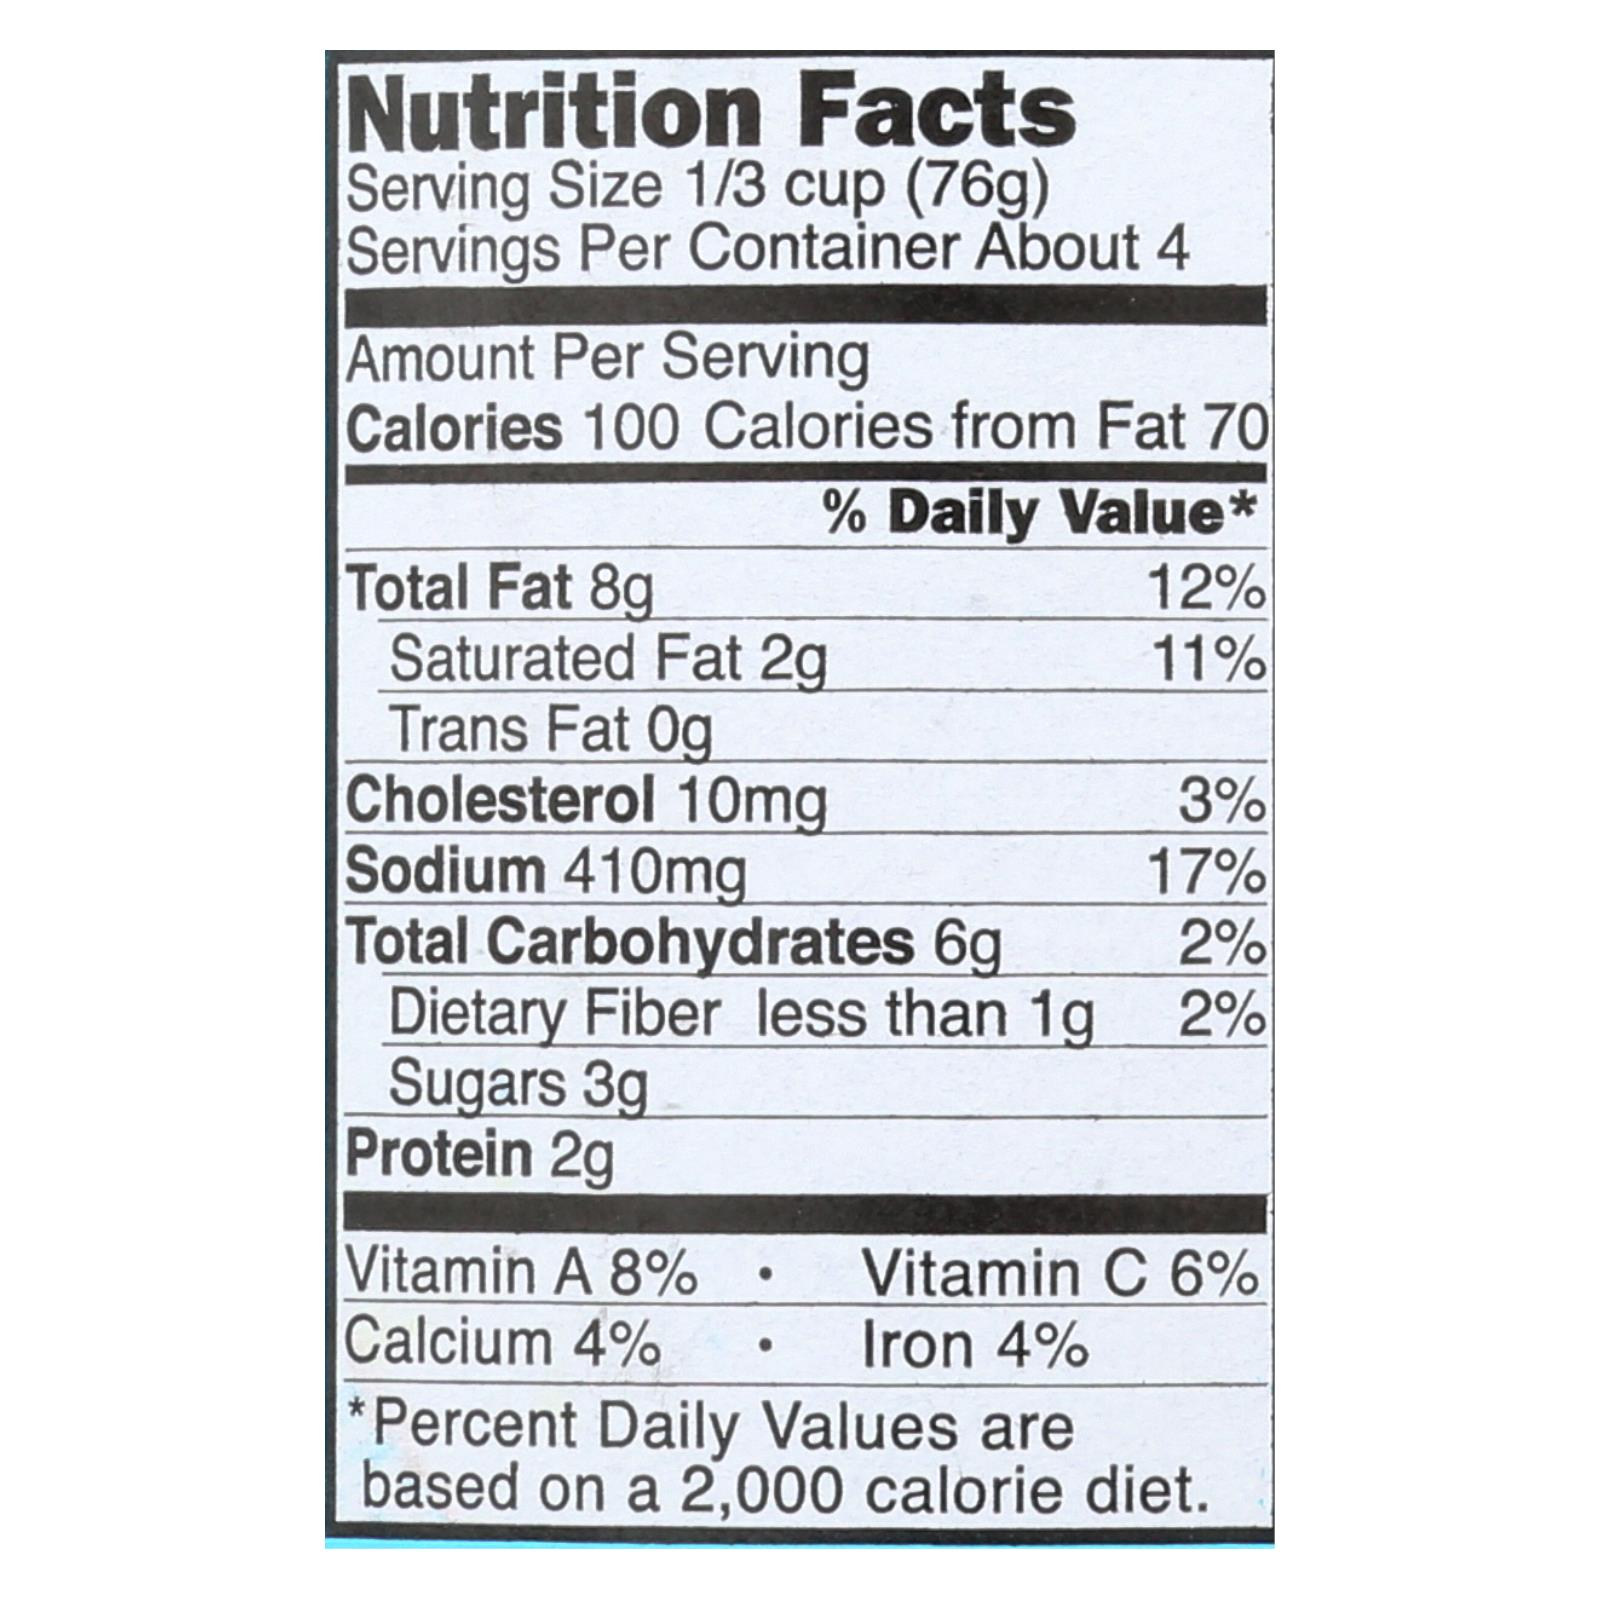 Nutrition Facts
Serving Size 1/3 cup (76g)
Servings Per Container About 4
Amount Per Serving
Calories 100 Calories from Fat 70
% Daily Value*
Total Fat 8g 12%
Saturated Fat 2g 11%
Trans Fat 0g
Cholesterol 10mg 3%
Sodium 410mg 17%
Total Carbohydrates 6g 2%
Dietary Fiber less than 1g 2%
Sugars 3g
Protein 2g
Vitamin A 8% • Vitamin C 6%
Calcium 4% • Iron 4%
*Percent Daily Values are
based on a 2,000 calorie diet.